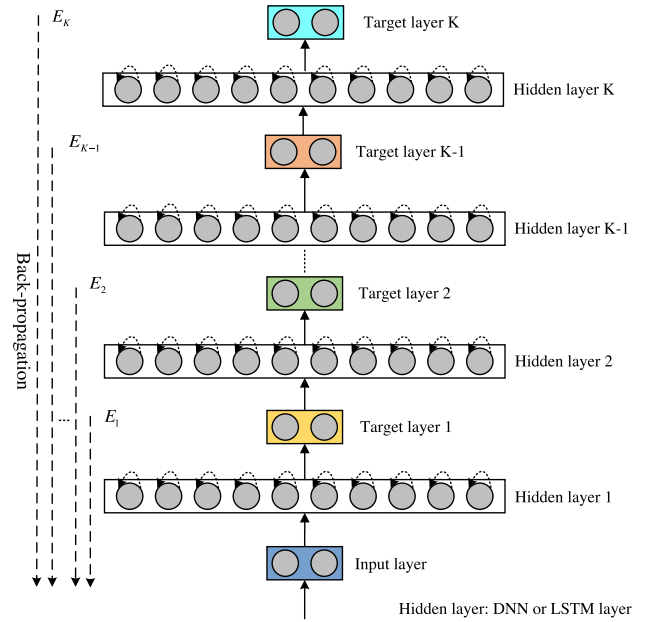 E_K
Target layer K
Hidden layer K
E_{K-1}
Target layer K-1
Hidden layer K-1
Back-propagation
E_2
Target layer 2
Hidden layer 2
...
E_1
Target layer 1
Hidden layer 1
Input layer
Hidden layer: DNN or LSTM layer